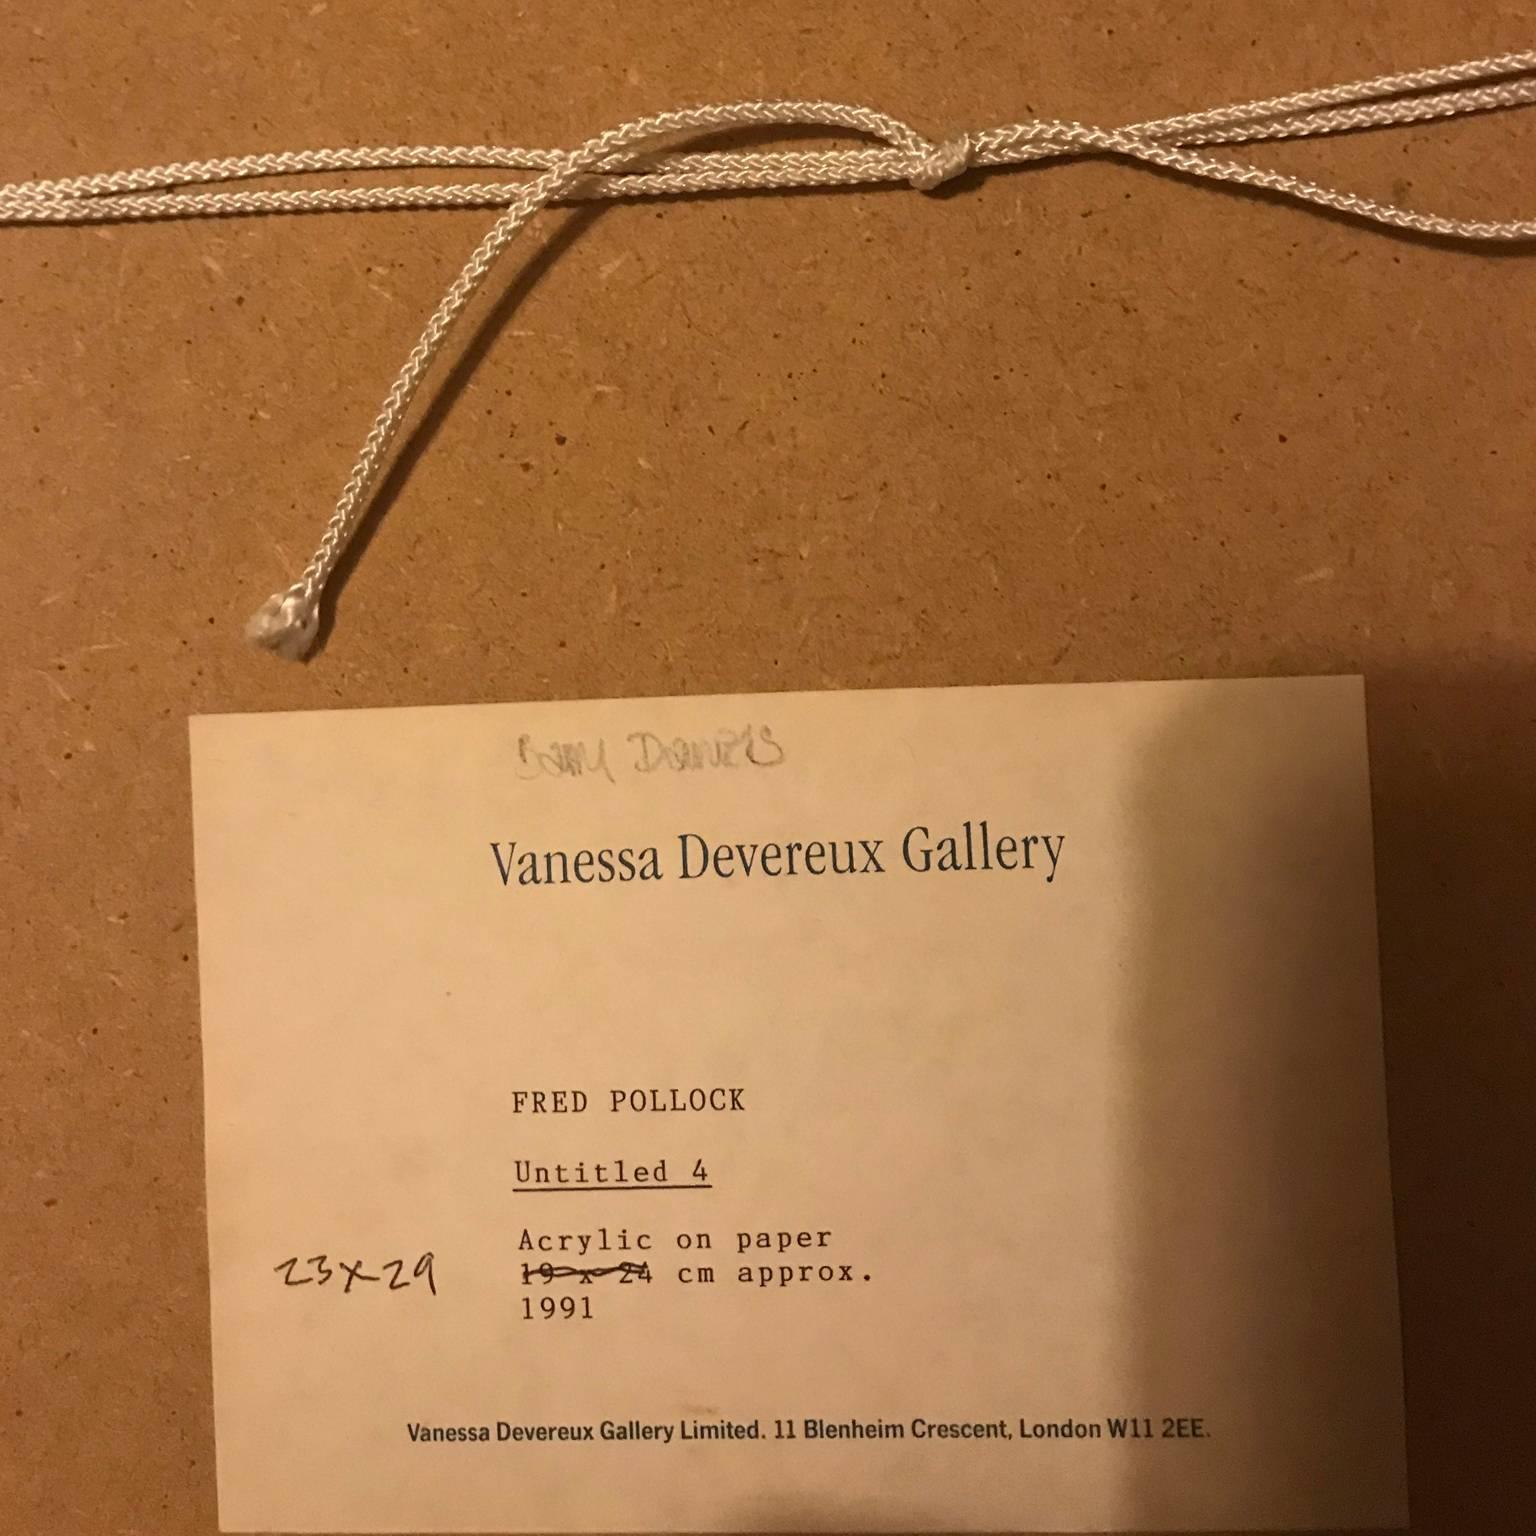 Vanessa Devereux Gallery
FRED POLLOCK
Untitled 4
Acrylic on paper
23x29 19 x 24 cm approx.
1991
Vanessa Devereux Gallery Limited. 11 Blenheim Crescent, London W11 2EE.